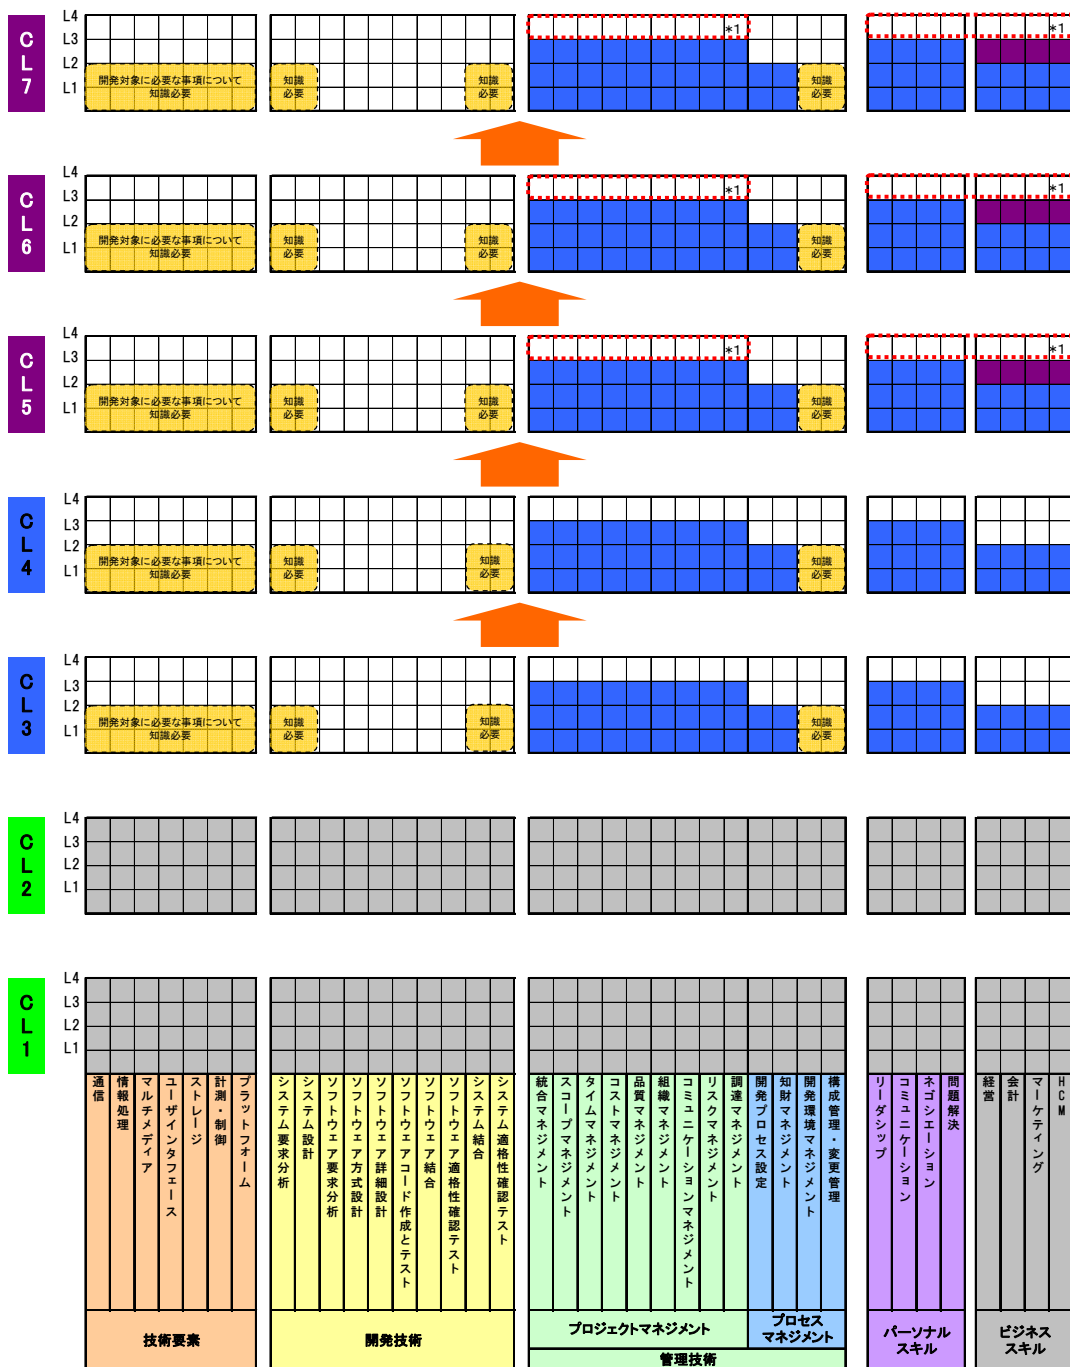 CL7
L4
L3
L2
L1
開発対象に必要な事項について
知識必要
知識
必要
知識
必要
*1
知識
必要
*1
CL6
L4
L3
L2
L1
開発対象に必要な事項について
知識必要
知識
必要
知識
必要
*1
知識
必要
*1
CL5
L4
L3
L2
L1
開発対象に必要な事項について
知識必要
知識
必要
知識
必要
*1
知識
必要
*1
CL4
L4
L3
L2
L1
開発対象に必要な事項について
知識必要
知識
必要
知識
必要
知識
必要
CL3
L4
L3
L2
L1
開発対象に必要な事項について
知識必要
知識
必要
知識
必要
知識
必要
CL2
L4
L3
L2
L1
CL1
L4
L3
L2
L1
通信
情報処理
マルチメディア
ユーザインタフェース
ストレージ
計測・制御
プラットフォーム
システム要求分析
システム設計
ソフトウェア要求分析
ソフトウェア方式設計
ソフトウェア詳細設計
ソフトウェアコード作成とテスト
ソフトウェア結合
ソフトウェア適格性確認テスト
システム結合
システム適格性確認テスト
統合マネジメント
スコープマネジメント
タイムマネジメント
コストマネジメント
品質マネジメント
組織マネジメント
コミュニケーションマネジメント
リスクマネジメント
調達マネジメント
開発プロセス設定
知財マネジメント
開発環境マネジメント
構成管理・変更管理
リーダシップ
コミュニケーション
ネゴシエーション
問題解決
経営
会計
マーケティング
HCM
技術要素
開発技術
プロジェクトマネジメント
プロセス
マネジメント
管理技術
パーソナル
スキル
ビジネス
スキル